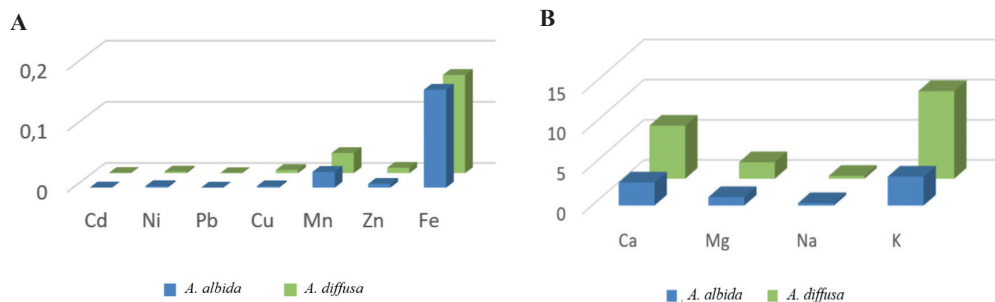 A
0,2
0,1
0
Cd Ni Pb Cu Mn Zn Fe
A. albida A. diffusa
B
15
10
5
0
Ca Mg Na K
A. albida A. diffusa